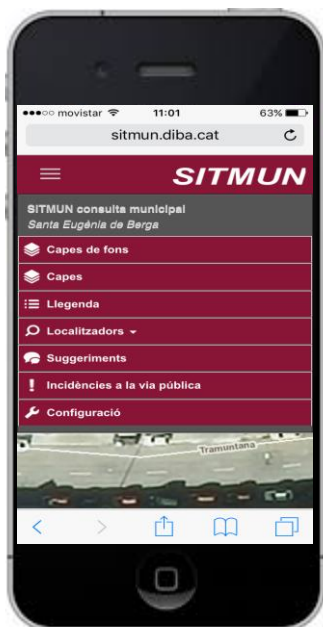 movistar 11:01 63%
sitmun.diba.cat
SITMUN
SITMUN consulta municipal
Santa Eugènia de Berga
Capes de fons
Capes
Llegenda
Localitzadors
Suggeriments
Incidències a la via pública
Configuració
Tramuntana